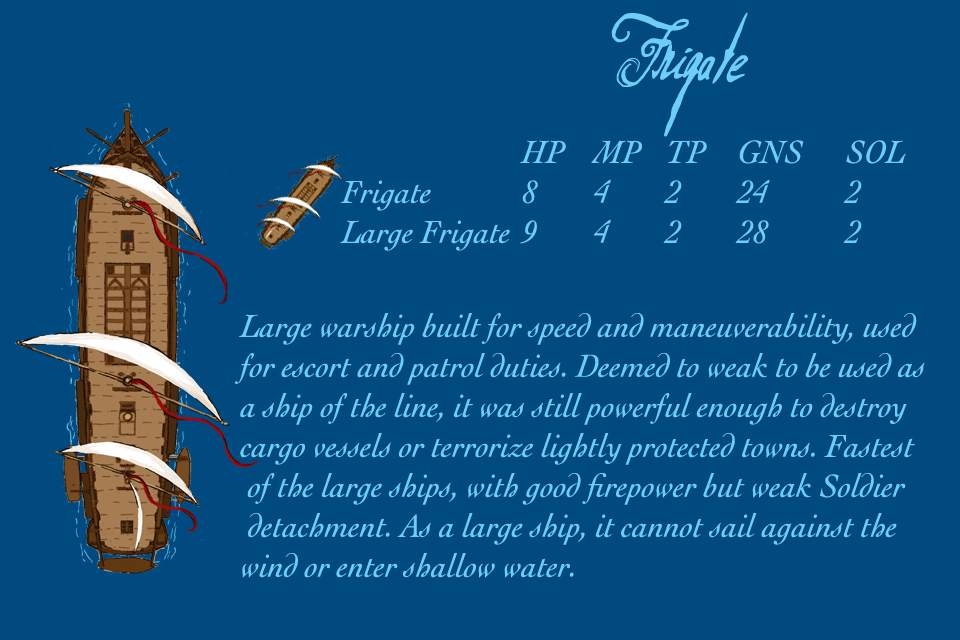 Frigate
HP MP TP GNS SOL
Frigate 8 4 2 24 2
Large Frigate 9 4 2 28 2
Large warship built for speed and maneuverability, used
for escort and patrol duties. Deemed to weak to be used as
a ship of the line, it was still powerful enough to destroy
cargo vessels or terrorize lightly protected towns. Fastest
of the large ships, with good firepower but weak Soldier
detachment. As a large ship, it cannot sail against the
wind or enter shallow water.